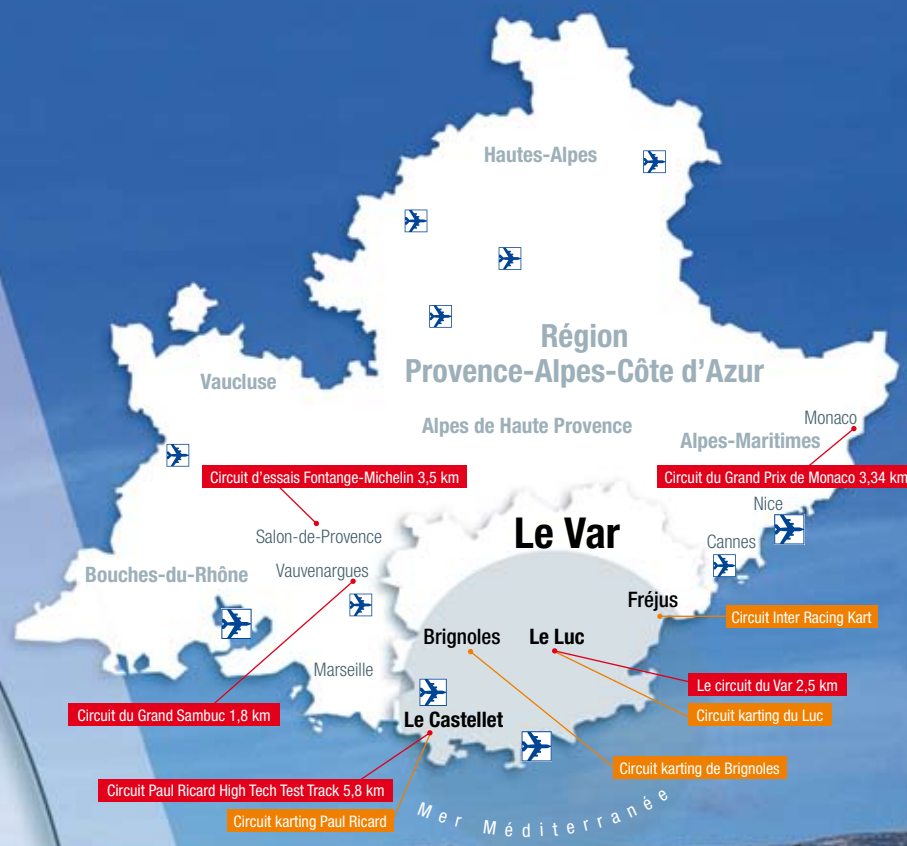 Hautes-Alpes
Région
Provence-Alpes-Côte d’Azur
Vaucluse
Alpes de Haute Provence
Monaco
Alpes-Maritimes
Circuit d’essais Fontange-Michelin 3,5 km
Circuit du Grand Prix de Monaco 3,34 km
Nice
Le Var
Salon-de-Provence
Cannes
Bouches-du-Rhône
Vauvenargues
Fréjus
Circuit Inter Racing Kart
Brignoles
Le Luc
Marseille
Le circuit du Var 2,5 km
Circuit du Grand Sambuc 1,8 km
Circuit karting du Luc
Le Castellet
Circuit karting de Brignoles
Circuit Paul Ricard High Tech Test Track 5,8 km
Circuit karting Paul Ricard
Mer Méditerranée